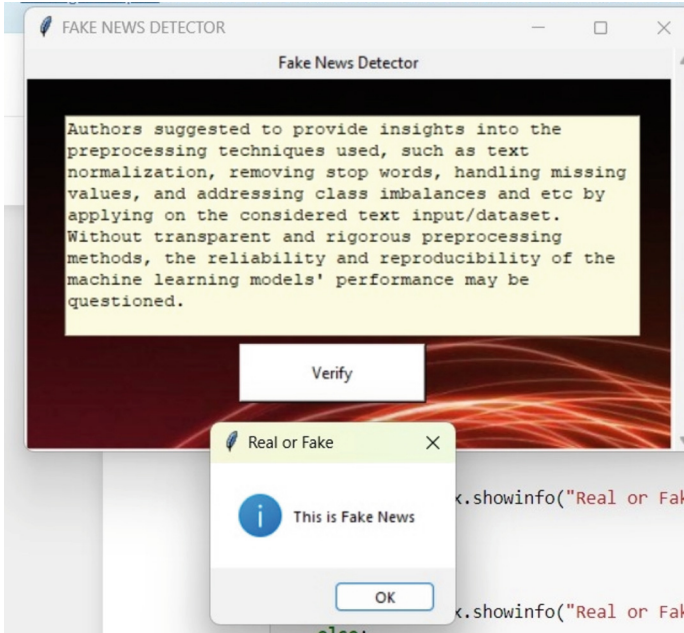 FAKE NEWS DETECTOR
Fake News Detector
Authors suggested to provide insights into the
preprocessing techniques used, such as text
normalization, removing stop words, handling missing
values, and addressing class imbalances and etc by
applying on the considered text input/dataset.
Without transparent and rigorous preprocessing
methods, the reliability and reproducibility of the
machine learning models' performance may be
questioned.
Verify
Real or Fake
x.showinfo("Real or Fak
This is Fake News
OK
x.showinfo("Real or Fak
else: